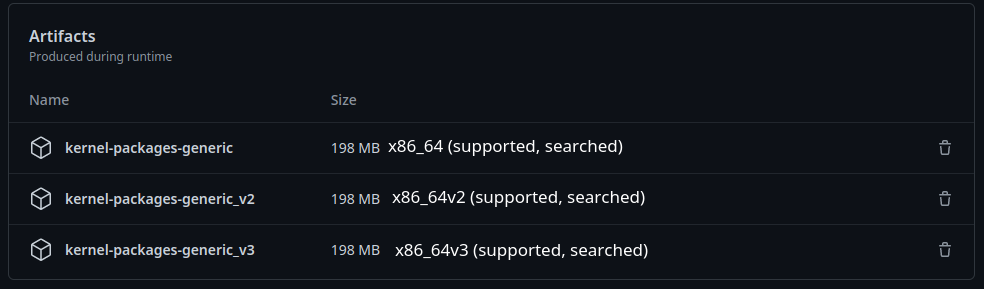 Artifacts
Produced during runtime
Name Size
kernel-packages-generic 198 MB x86_64 (supported, searched)
kernel-packages-generic_v2 198 MB x86_64v2 (supported, searched)
kernel-packages-generic_v3 198 MB x86_64v3 (supported, searched)